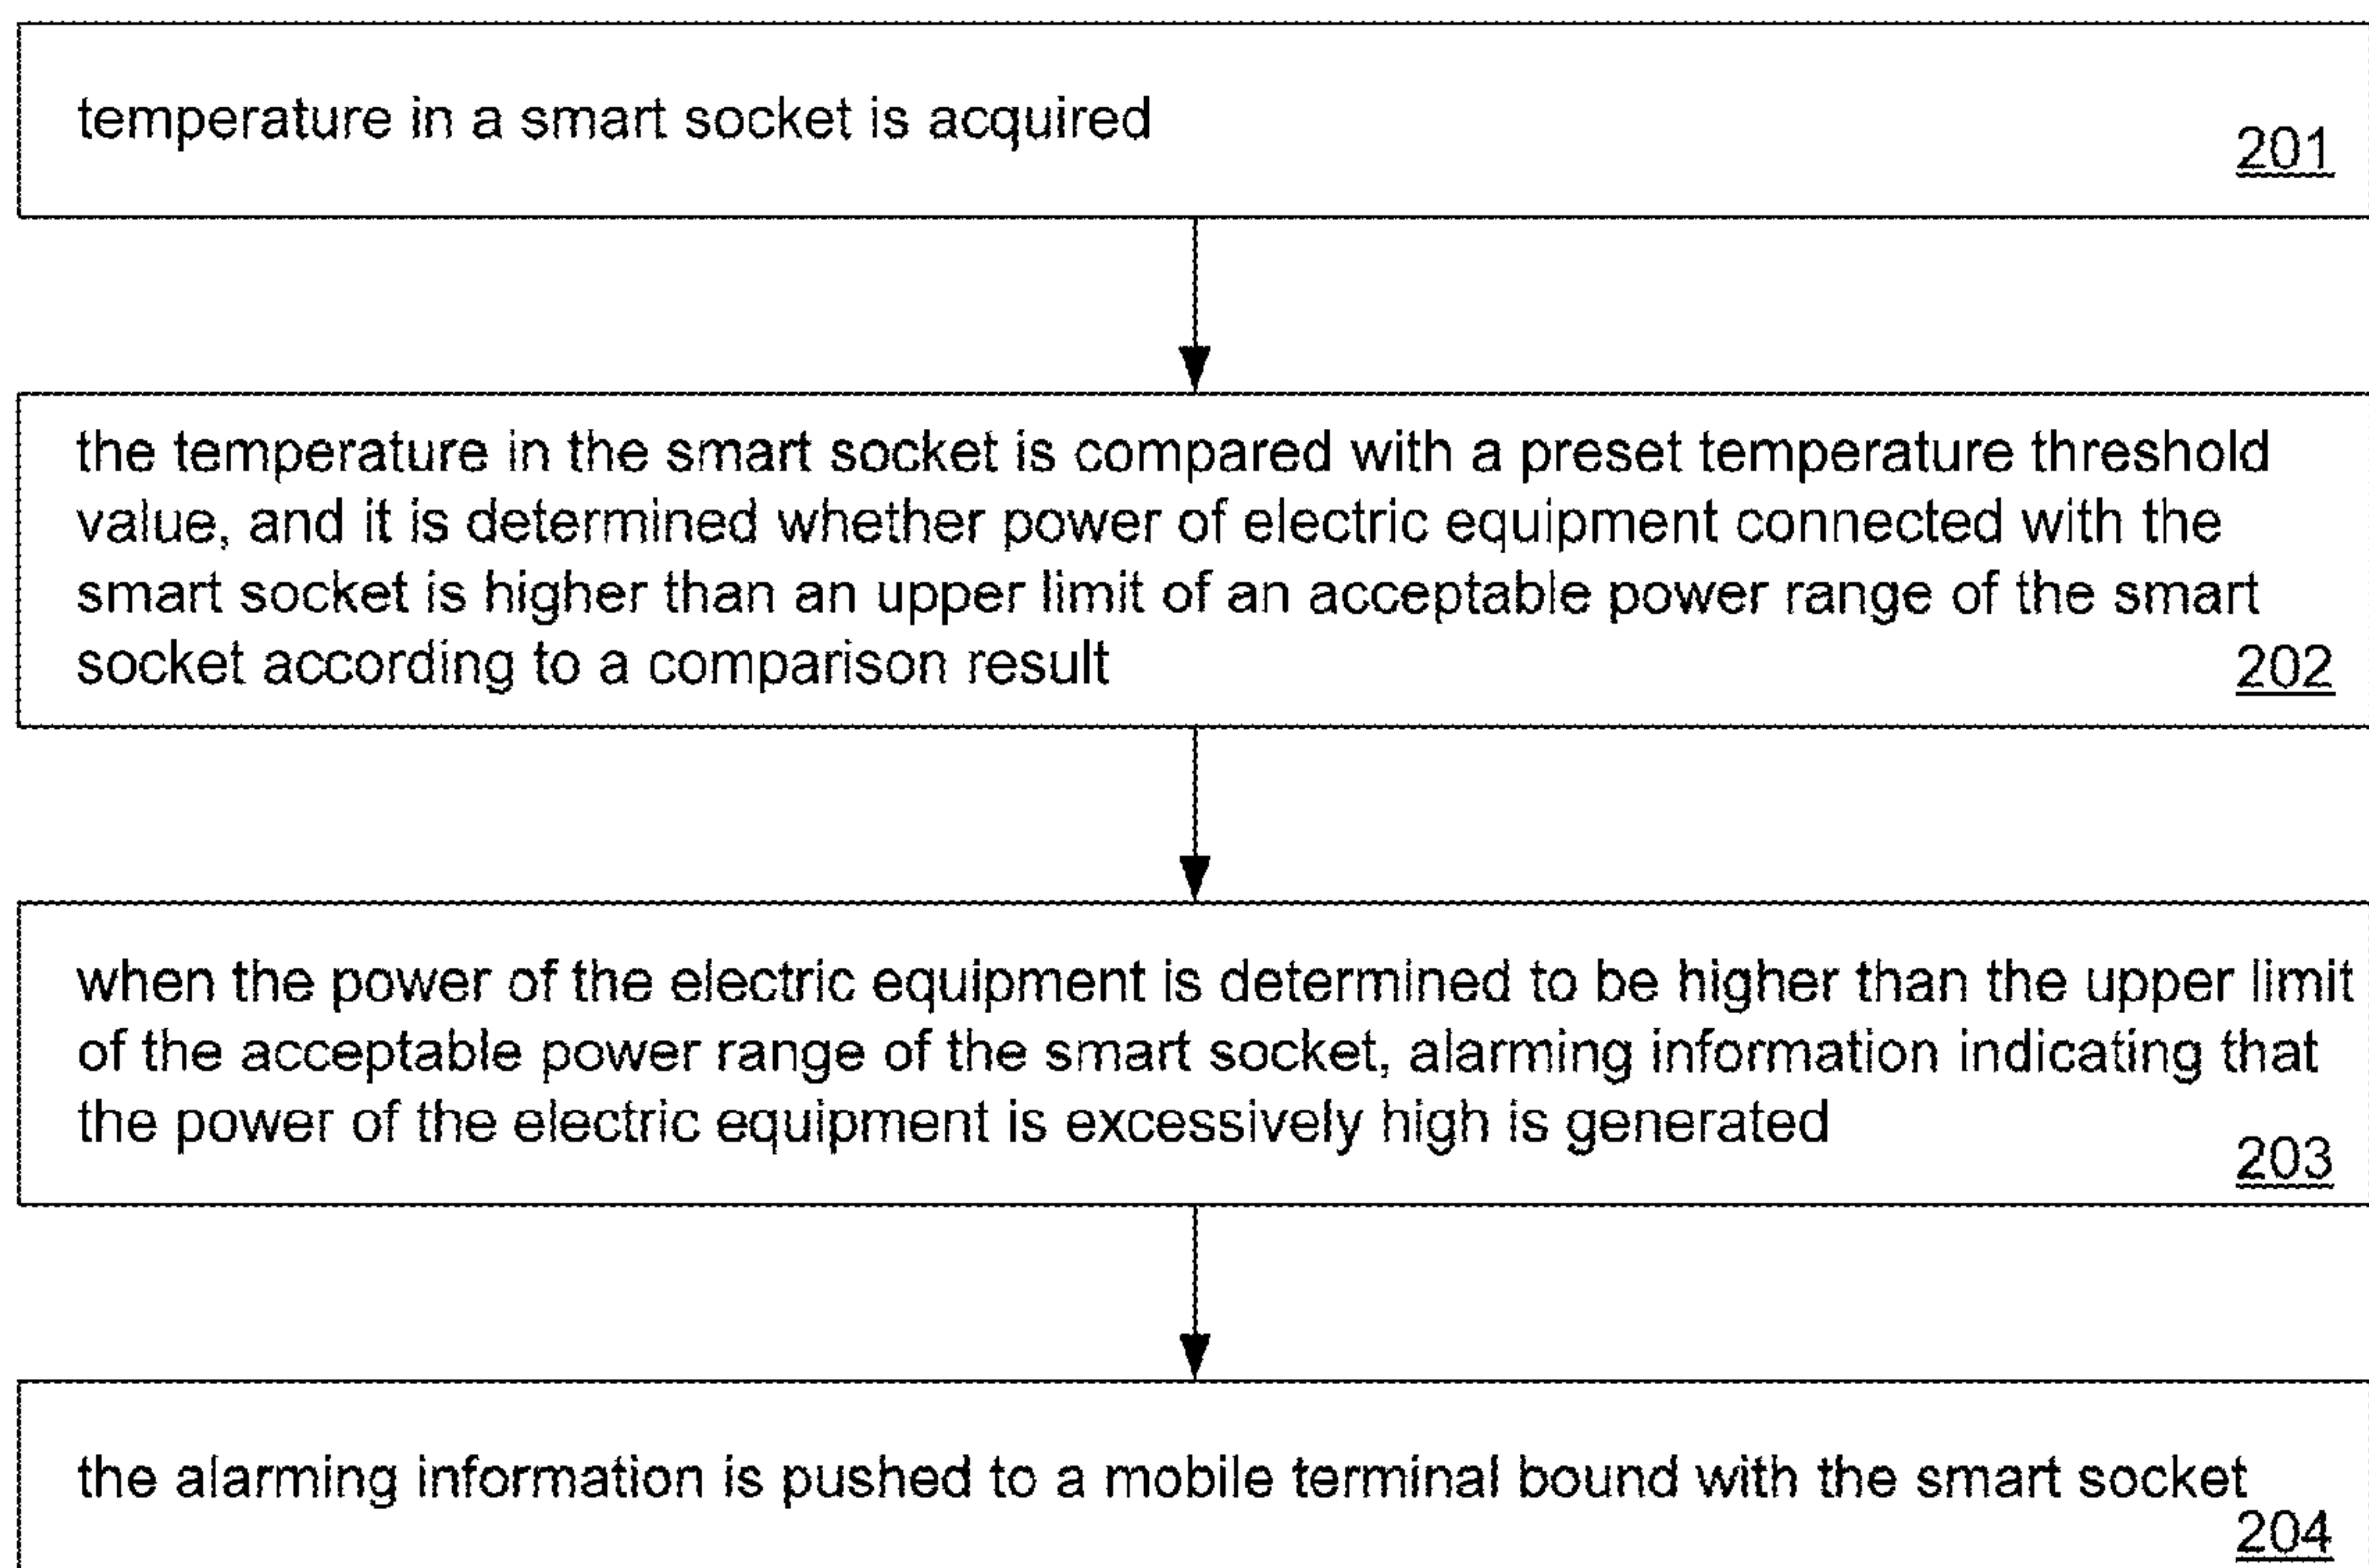 temperature in a smart socket is acquired
201
the temperature in the smart socket is compared with a preset temperature threshold
value, and it is determined whether power of electric equipment connected with the
smart socket is higher than an upper limit of an acceptable power range of the smart
socket according to a comparison result
202
when the power of the electric equipment is determined to be higher than the upper limit
of the acceptable power range of the smart socket, alarming information indicating that
the power of the electric equipment is excessively high is generated
203
the alarming information is pushed to a mobile terminal bound with the smart socket
204